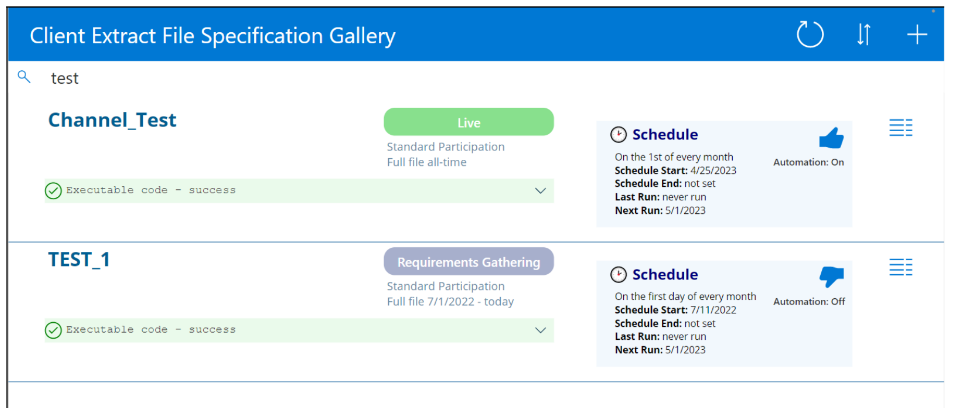 Client Extract File Specification Gallery
test
Channel_Test
Live
Standard Participation
Full file all-time
Executable code - success
Schedule
On the 1st of every month
Schedule Start: 4/25/2023
Schedule End: not set
Last Run: never run
Next Run: 5/1/2023
Automation: On
TEST_1
Requirements Gathering
Standard Participation
Full file 7/1/2022 - today
Executable code - success
Schedule
On the first day of every month
Schedule Start: 7/11/2022
Schedule End: not set
Last Run: never run
Next Run: 5/1/2023
Automation: Off